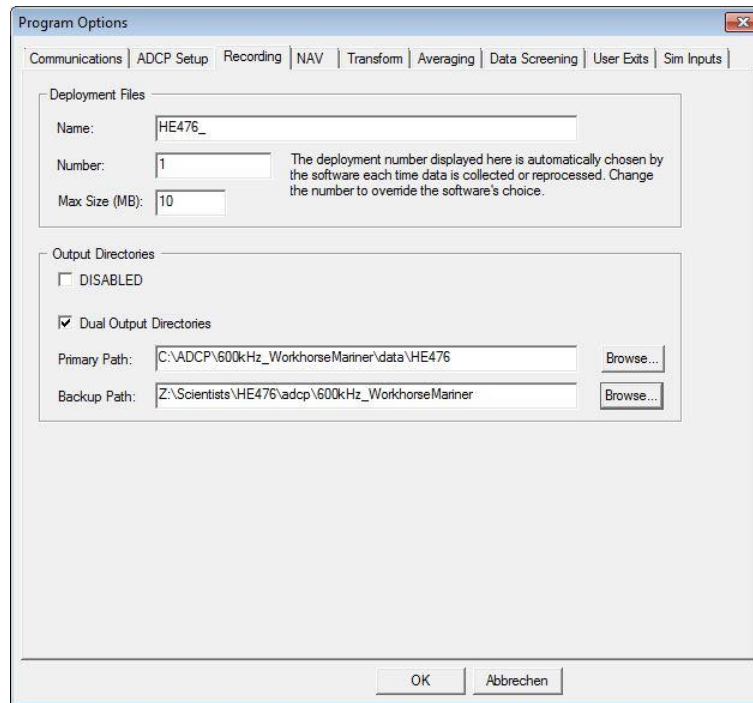 Program Options
Communications
ADCP Setup
Recording
NAV
Transform
Averaging
Data Screening
User Exits
Sim Inputs
Deployment Files
Name:
HE476_
Number:
1
The deployment number displayed here is automatically chosen by
the software each time data is collected or reprocessed. Change
the number to override the software's choice.
Max Size (MB):
10
Output Directories
DISABLED
Dual Output Directories
Primary Path:
C:\ADCP\600kHz_WorkhorseMariner\data\HE476
Browse...
Backup Path:
Z:\Scientists\HE476\adcp\600kHz_WorkhorseMariner
Browse...
OK
Abbrechen